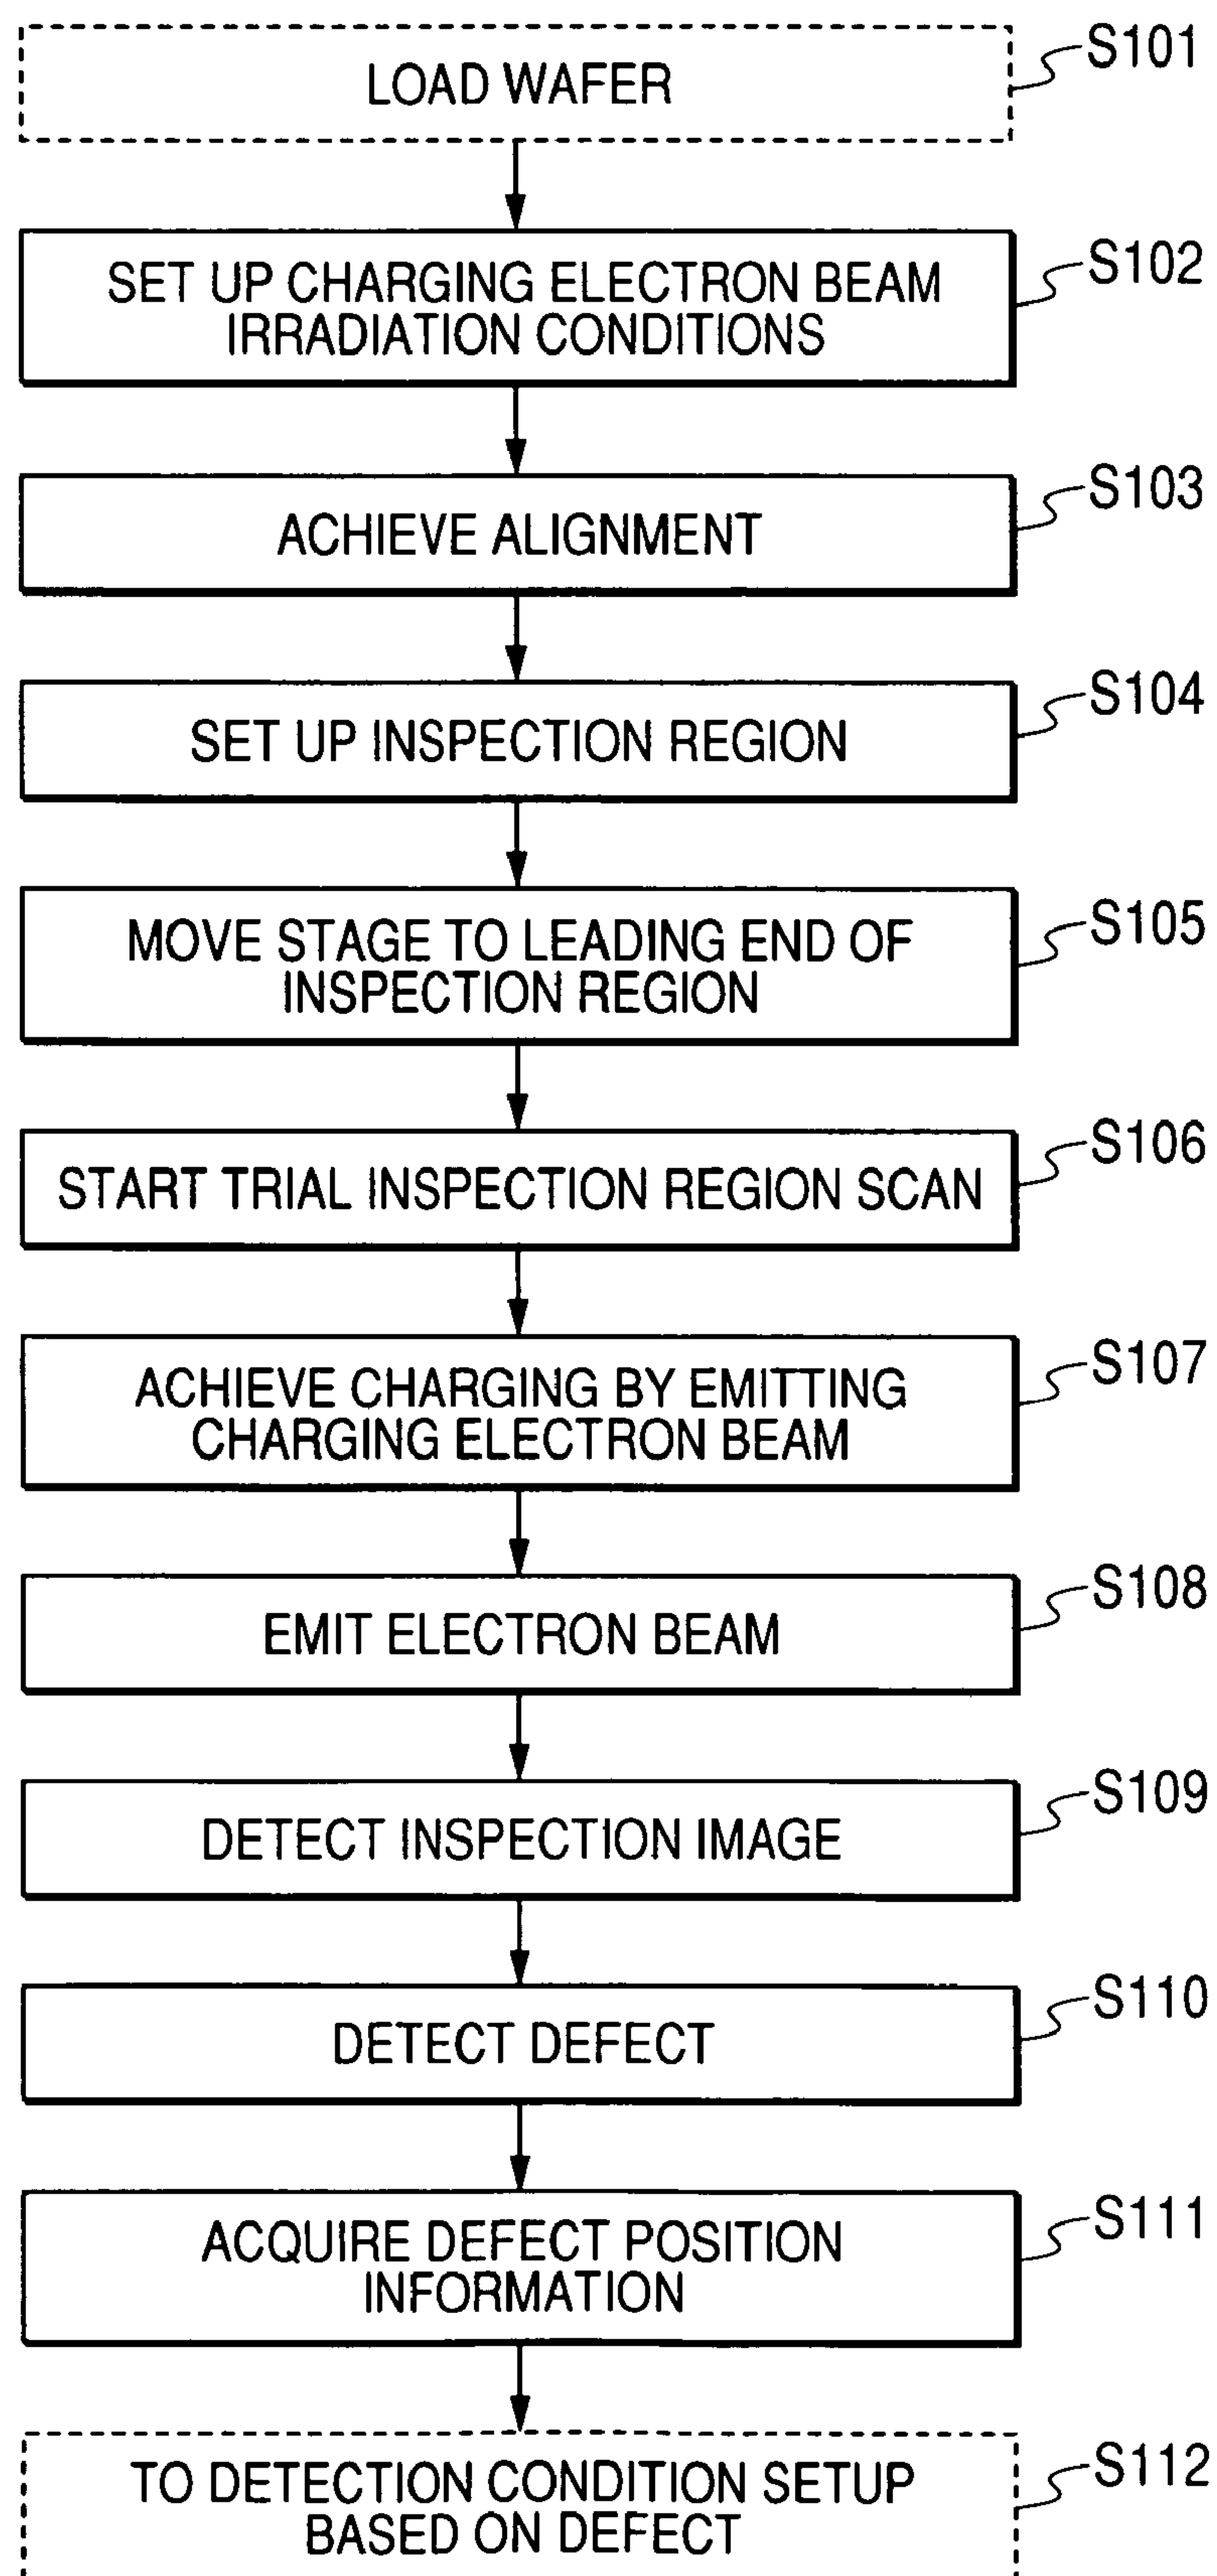 LOAD WAFER
S101
SET UP CHARGING ELECTRON BEAM
IRRADIATION CONDITIONS
S102
ACHIEVE ALIGNMENT
S103
SET UP INSPECTION REGION
S104
MOVE STAGE TO LEADING END OF
INSPECTION REGION
S105
START TRIAL INSPECTION REGION SCAN
S106
ACHIEVE CHARGING BY EMITTING
CHARGING ELECTRON BEAM
S107
EMIT ELECTRON BEAM
S108
DETECT INSPECTION IMAGE
S109
DETECT DEFECT
S110
ACQUIRE DEFECT POSITION
INFORMATION
S111
TO DETECTION CONDITION SETUP
BASED ON DEFECT
S112